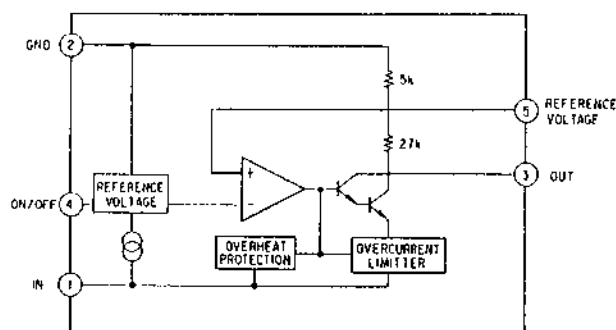 GND 2
5k
5 REFERENCE
VOLTAGE
27k
3 OUT
+
-
REFERENCE
VOLTAGE
ON/OFF 4
OVERHEAT
PROTECTION
OVERCURRENT
LIMITTER
IN 1